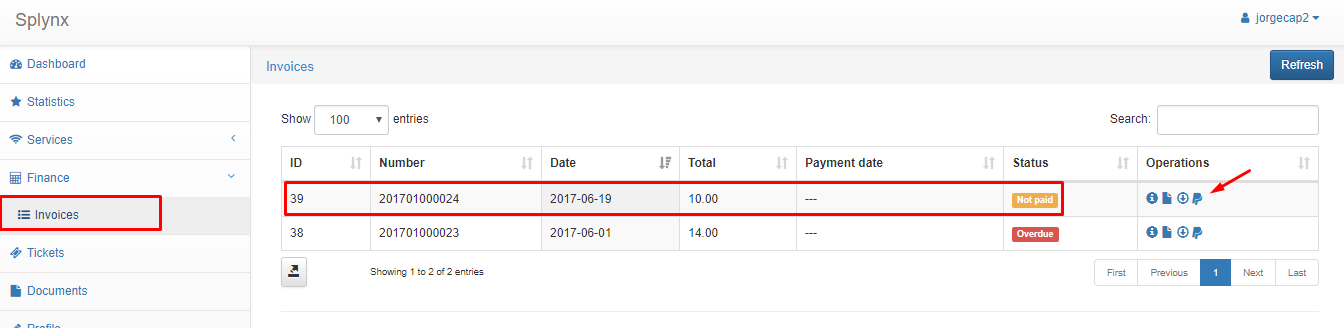 Splynx
jorgecap2
Dashboard
Statistics
Services
Finance
Invoices
Tickets
Documents
Profile
Invoices
Refresh
Show 100 entries Search:
ID Number Date Total Payment date Status Operations
39 201701000024 2017-06-19 10.00 --- Not paid
38 201701000023 2017-06-01 14.00 --- Overdue
Showing 1 to 2 of 2 entries
First Previous 1 Next Last